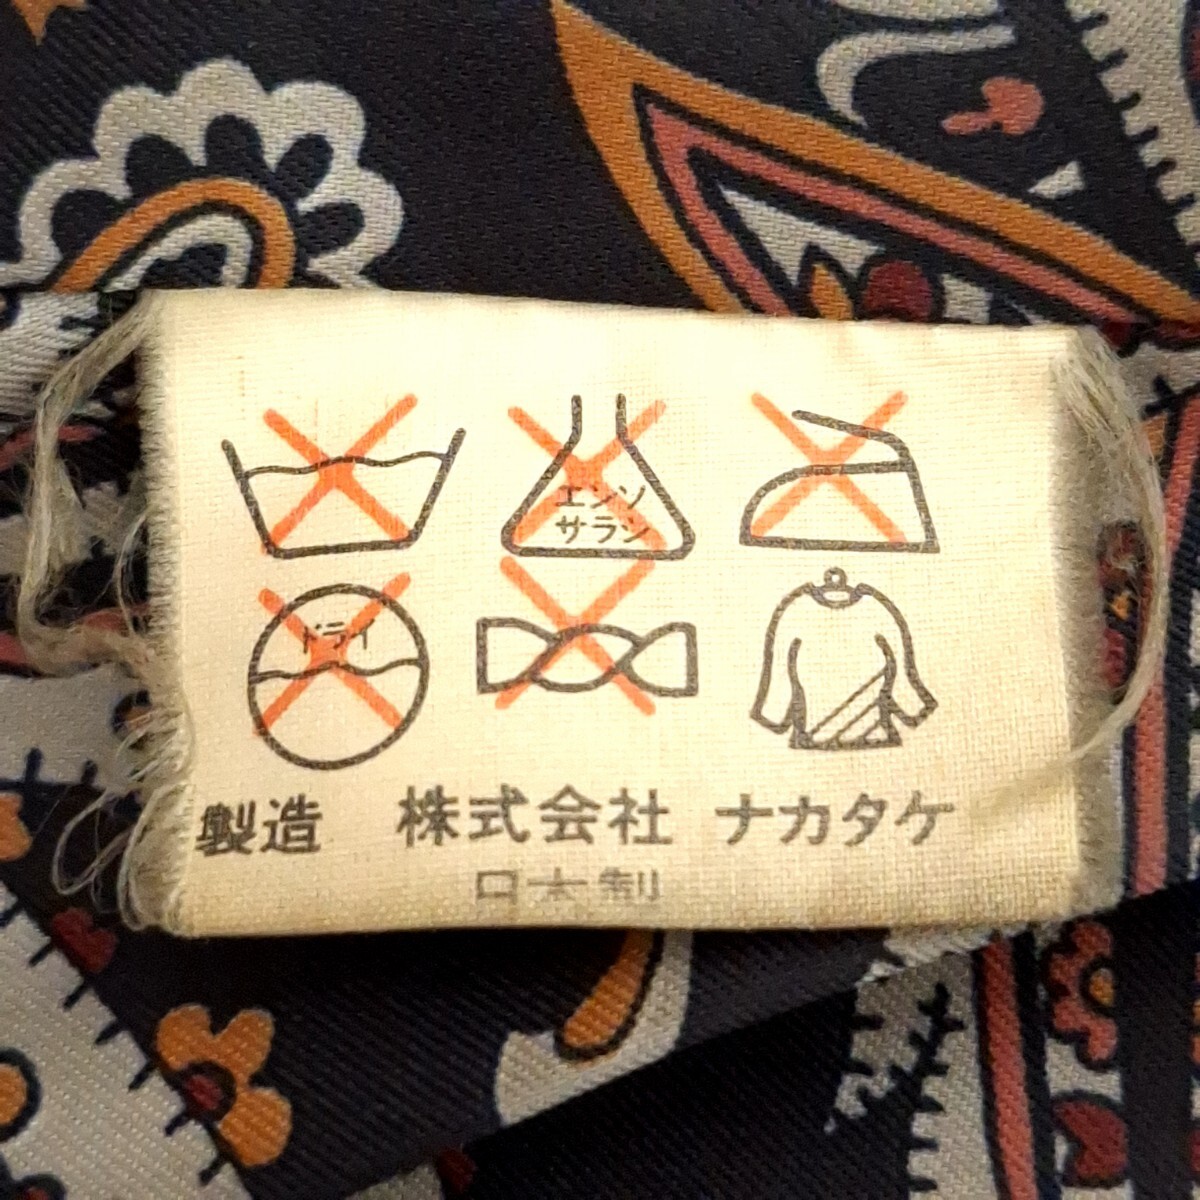 エンソ
サラシ
ドライ
製造 株式会社 ナカタケ
日本製